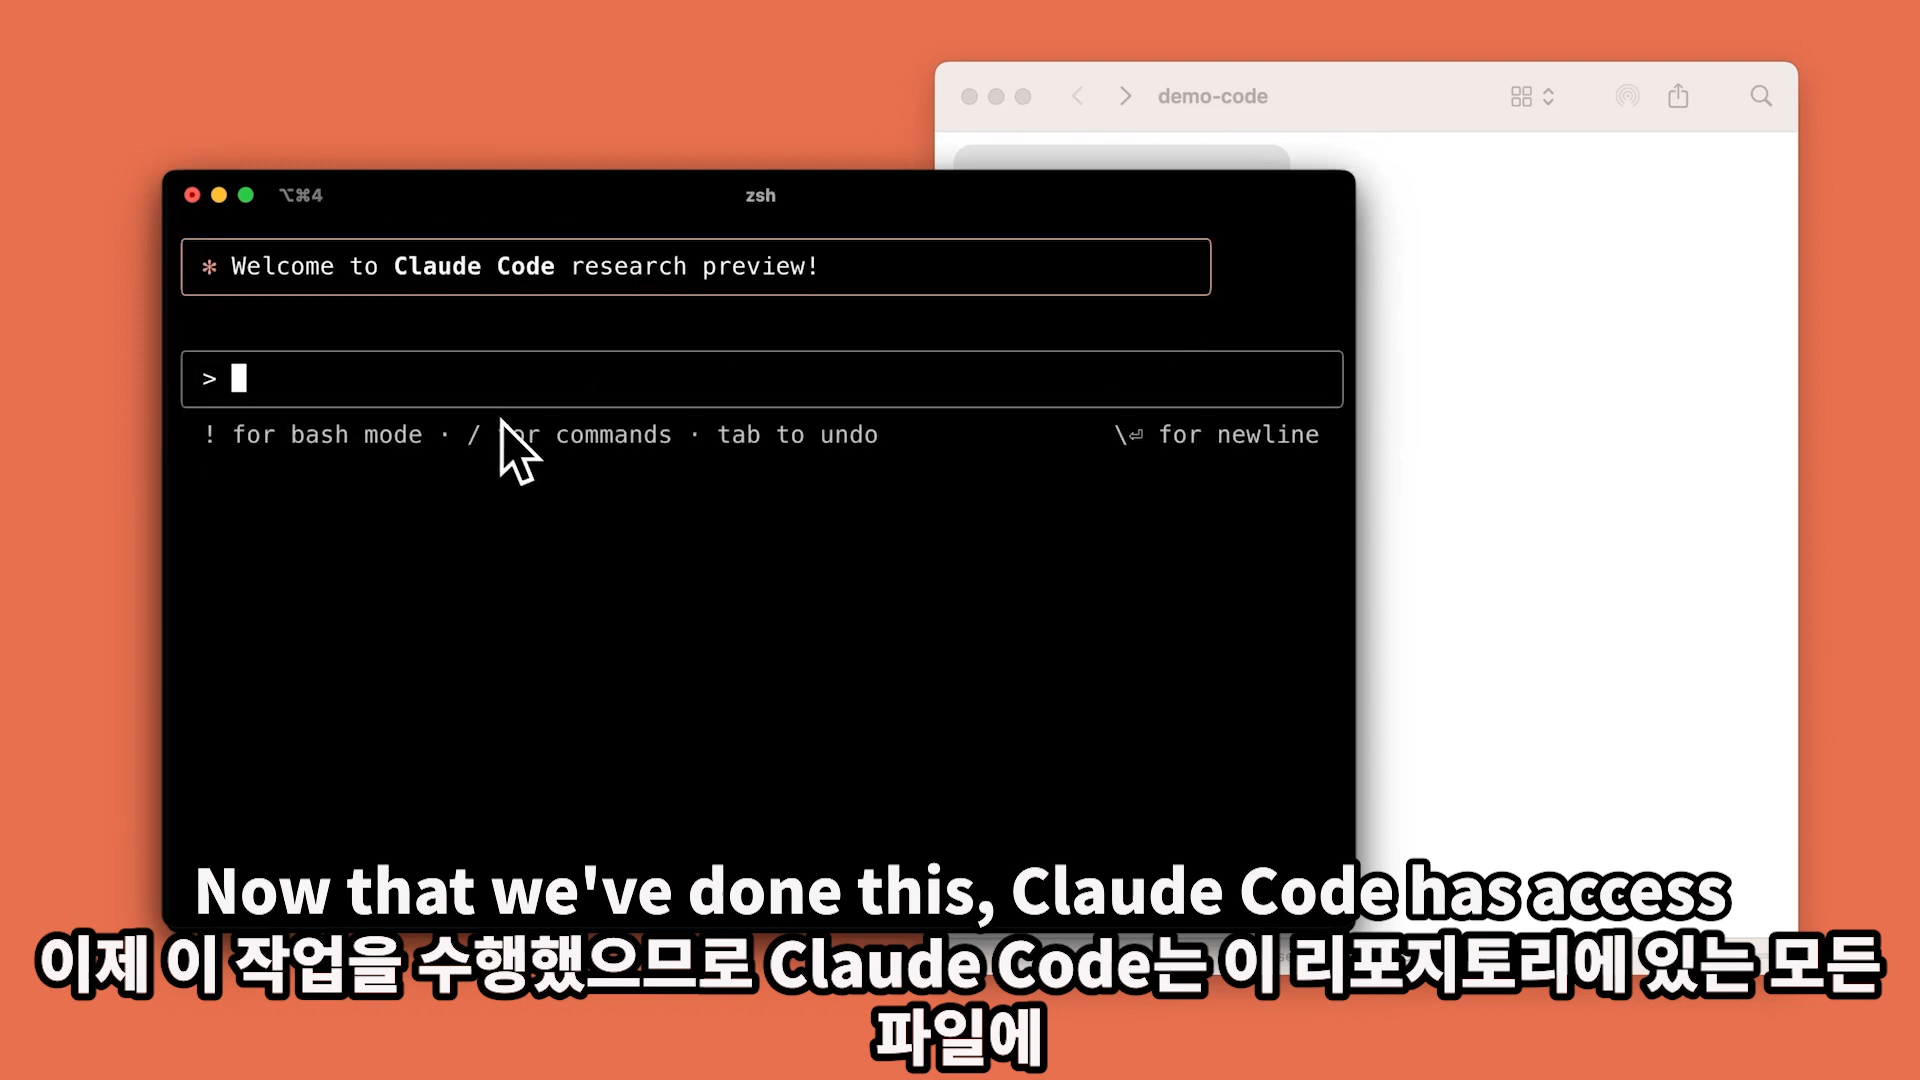 demo-code
⌥⌘4
zsh
* Welcome to Claude Code research preview!
>
! for bash mode · / for commands · tab to undo
\⏎ for newline
Now that we've done this, Claude Code has access
이제 이 작업을 수행했으므로 Claude Code는 이 리포지토리에 있는 모든
파일에